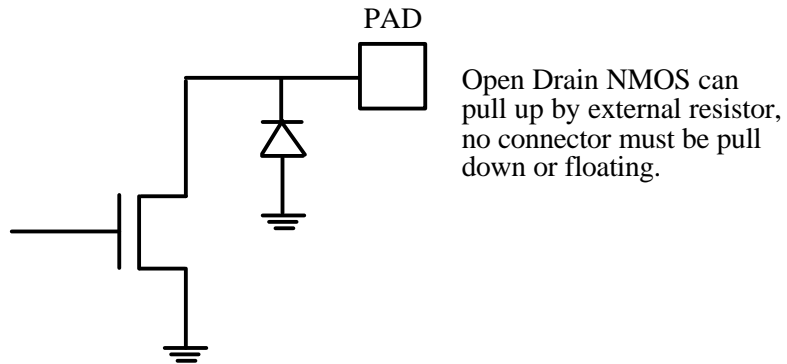 PAD
Open Drain NMOS can
pull up by external resistor,
no connector must be pull
down or floating.